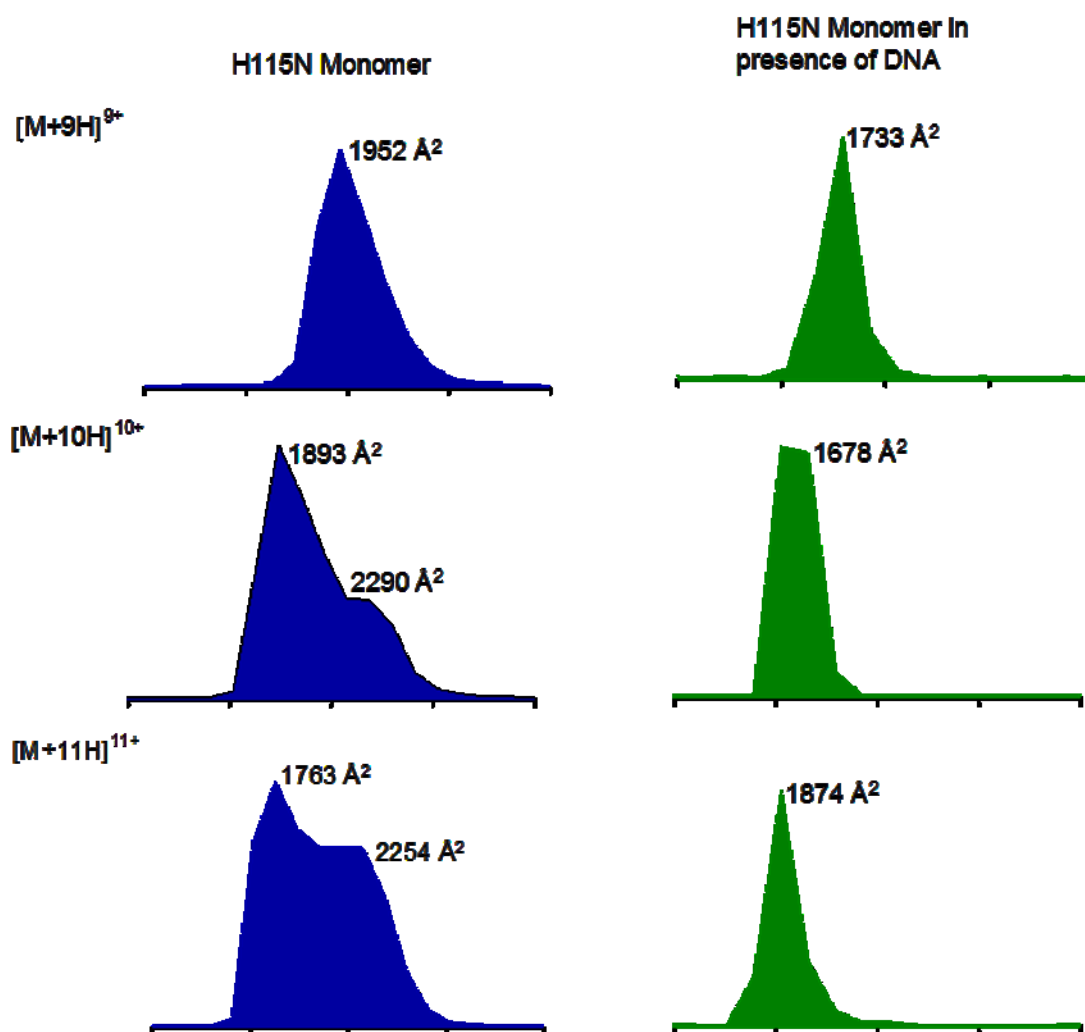 H115N Monomer
H115N Monomer in
presence of DNA
[M+9H]⁹⁺
1952 Å²
1733 Å²
[M+10H]¹⁰⁺
1893 Å²
2290 Å²
1678 Å²
[M+11H]¹¹⁺
1763 Å²
2254 Å²
1874 Å²